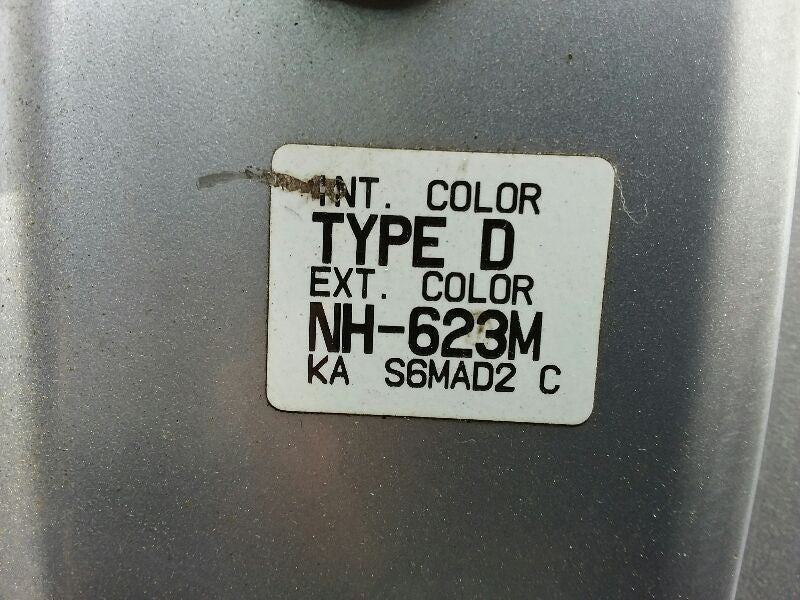 INT. COLOR
TYPE D
EXT. COLOR
NH-623M
KA S6MAD2 C